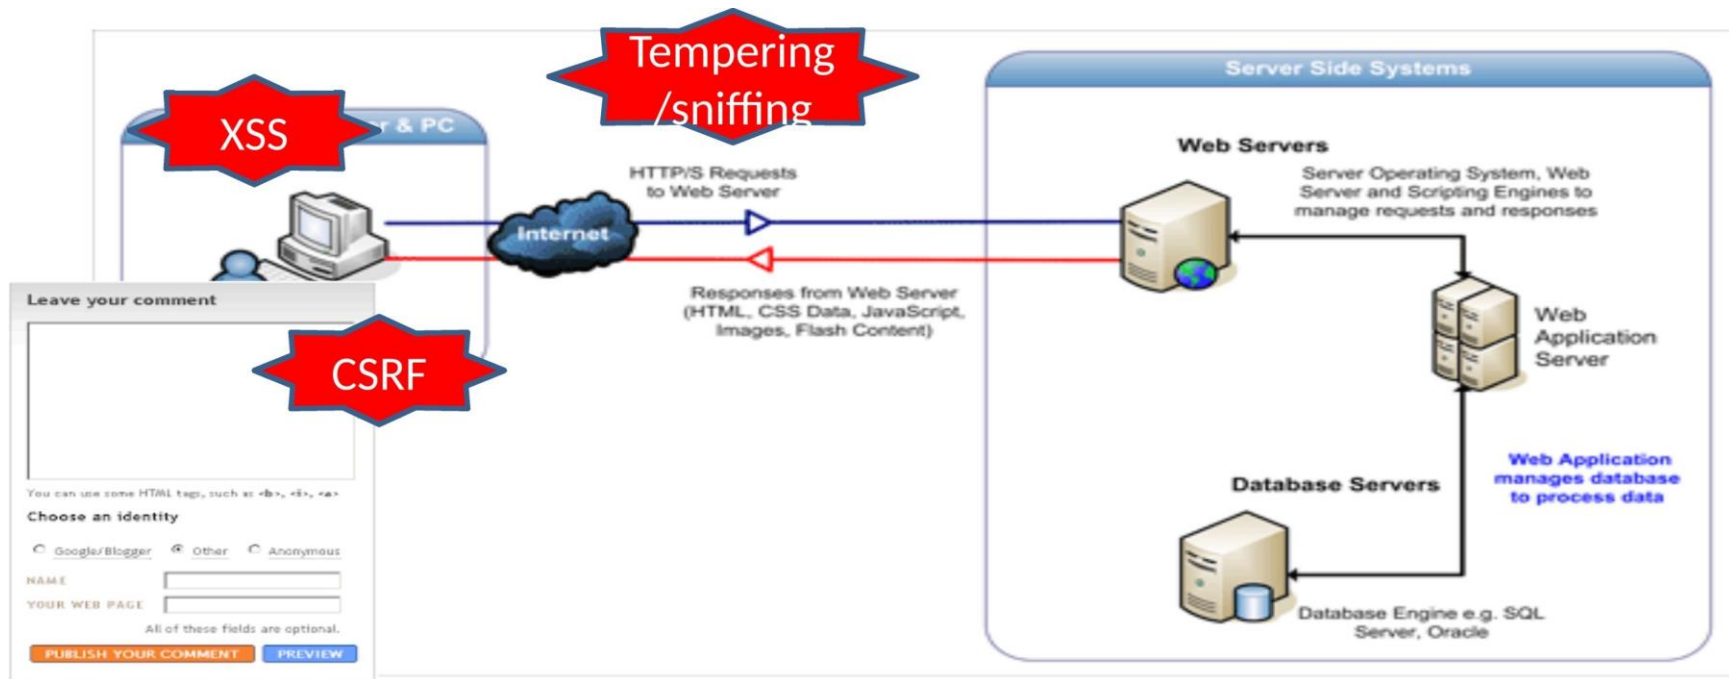 Tempering
/sniffing
XSS
r & PC
Server Side Systems
Web Servers
Server Operating System, Web
Server and Scripting Engines to
manage requests and responses
HTTP/S Requests
to Web Server
Internet
Responses from Web Server
(HTML, CSS Data, JavaScript,
Images, Flash Content)
Web
Application
Server
Web Application
manages database
to process data
Database Servers
Database Engine e.g. SQL
Server, Oracle
CSRF
Leave your comment
You can use some HTML tags, such as <b>, <i>, <a>
Choose an identity
Google/Blogger Other Anonymous
NAME
YOUR WEB PAGE
All of these fields are optional.
PUBLISH YOUR COMMENT PREVIEW